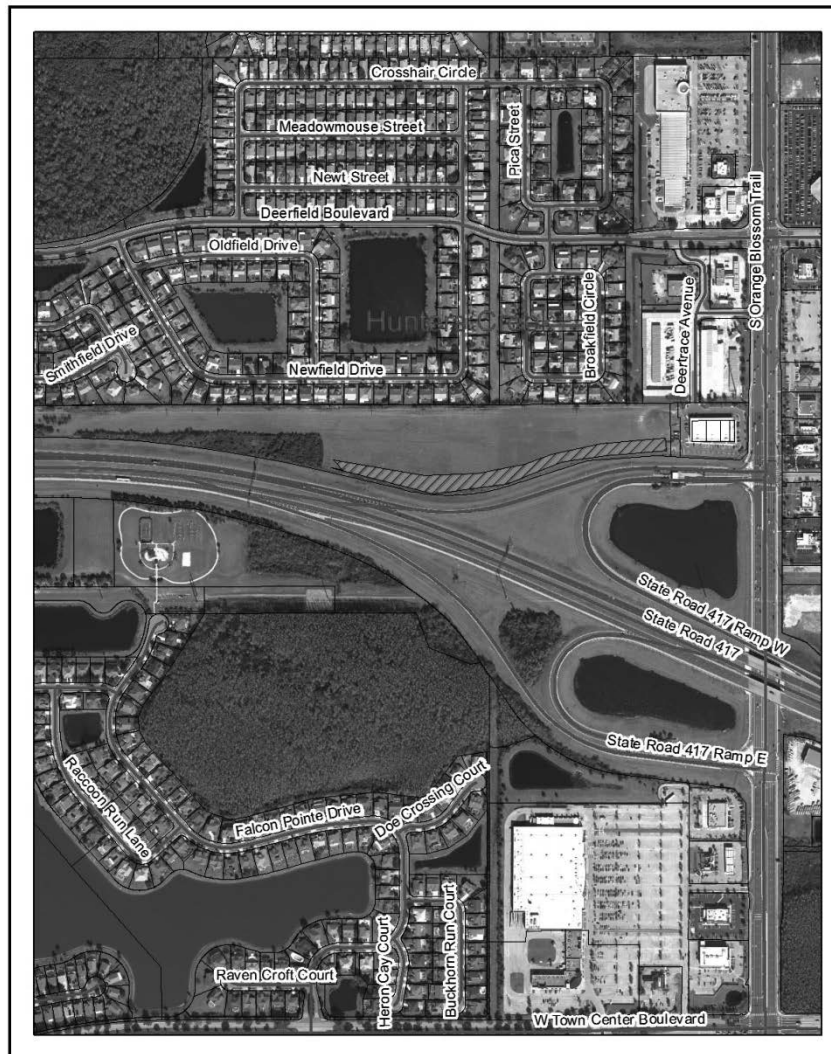 Crosshair Circle
Meadowmouse Street
Pica Street
Newt Street
Deerfield Boulevard
Oldfield Drive
S Orange Blossom Trail
Smithfield Drive
Broakfield Circle
Deertrace Avenue
Newfield Drive
State Road 417 Ramp W
State Road 417
State Road 417 Ramp E
Raccoon Run Lane
Falcon Pointe Drive
Doe Crossing Court
Raven Croft Court
Heron Cay Court
Buckhorn Run Court
W Town Center Boulevard